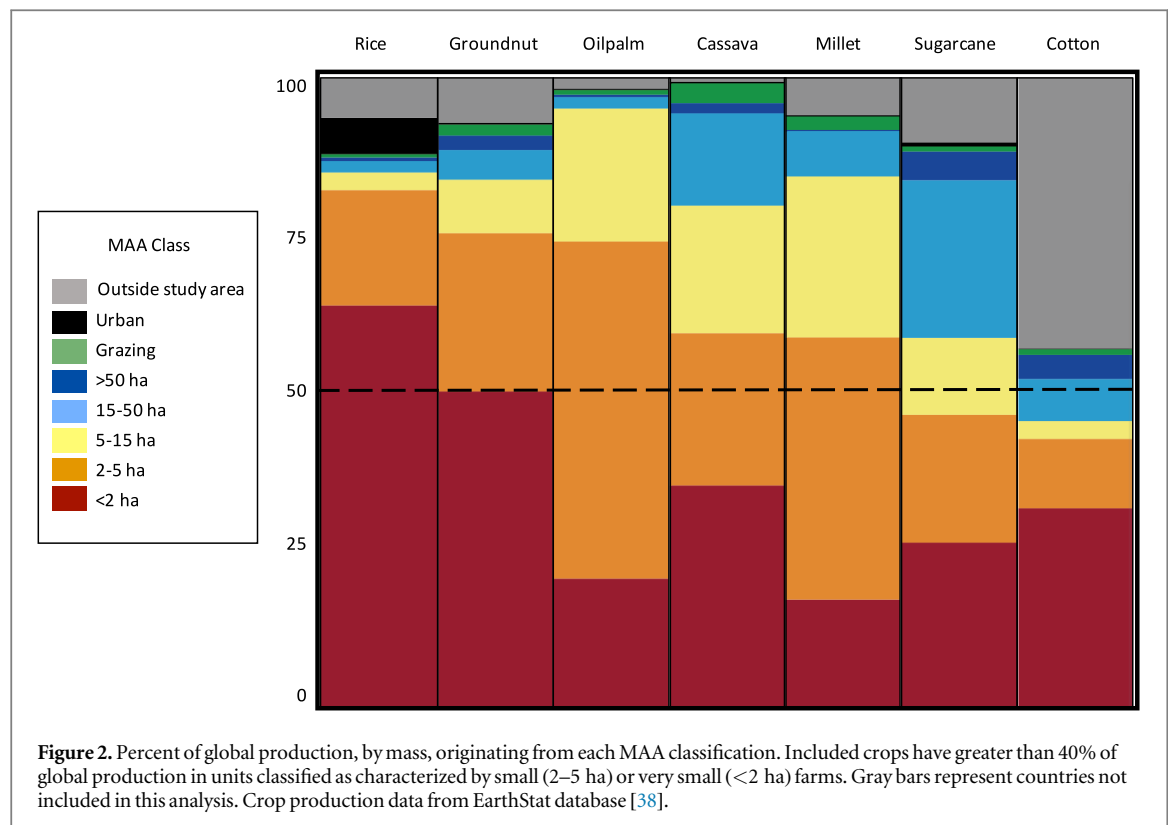 Rice Groundnut Oilpalm Cassava Millet Sugarcane Cotton
100
75
50
25
0
MAA Class
Outside study area
Urban
Grazing
>50 ha
15-50 ha
5-15 ha
2-5 ha
<2 ha
Figure 2. Percent of global production, by mass, originating from each MAA classification. Included crops have greater than 40% of
global production in units classified as characterized by small (2–5 ha) or very small (<2 ha) farms. Gray bars represent countries not
included in this analysis. Crop production data from EarthStat database [38].